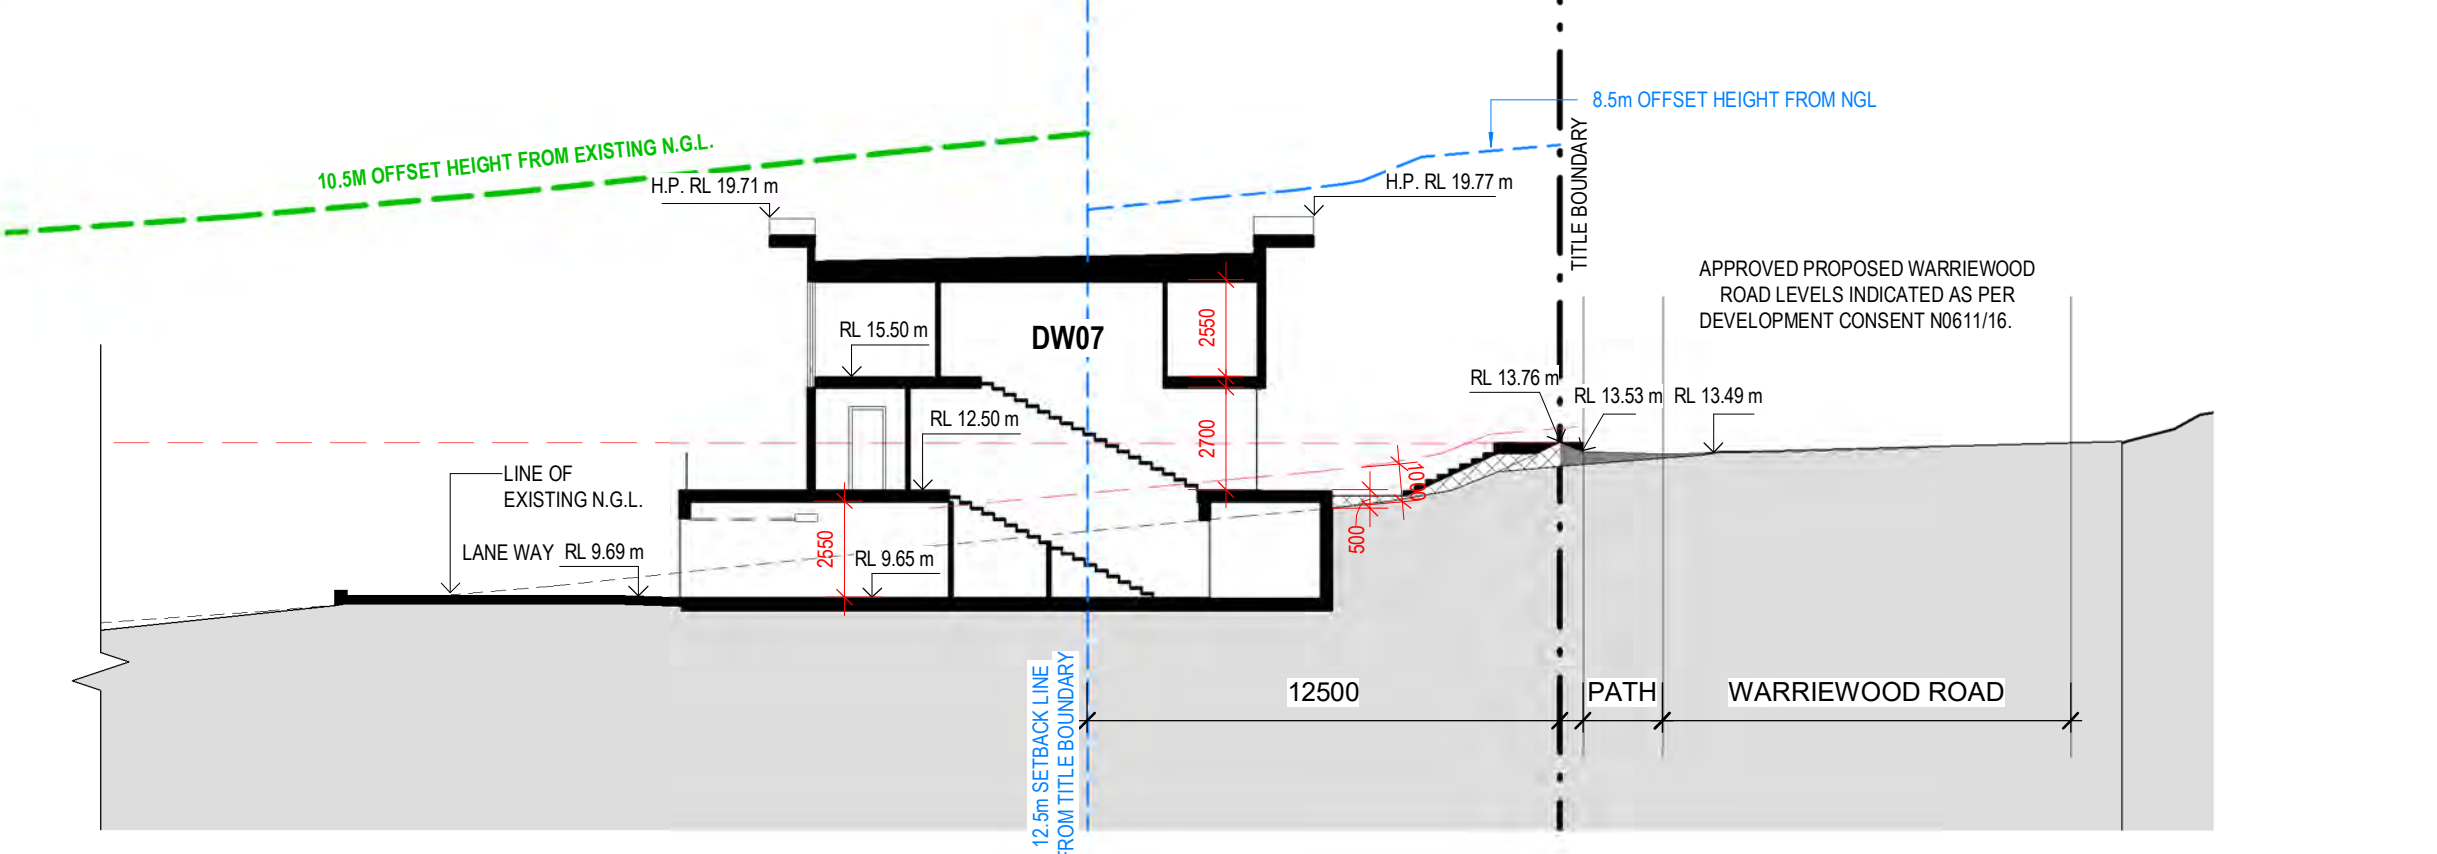 8.5m OFFSET HEIGHT FROM NGL
10.5M OFFSET HEIGHT FROM EXISTING N.G.L.
TITLE BOUNDARY
H.P. RL 19.71 m
H.P. RL 19.77 m
APPROVED PROPOSED WARRIEWOOD
ROAD LEVELS INDICATED AS PER
DEVELOPMENT CONSENT N0611/16.
RL 15.50 m
DW07
2550
RL 13.76 m
RL 13.53 m
RL 13.49 m
RL 12.50 m
2700
LINE OF
EXISTING N.G.L.
1000
500
LANE WAY
RL 9.69 m
2550
RL 9.65 m
12.5m SETBACK LINE
FROM TITLE BOUNDARY
12500
PATH
WARRIEWOOD ROAD